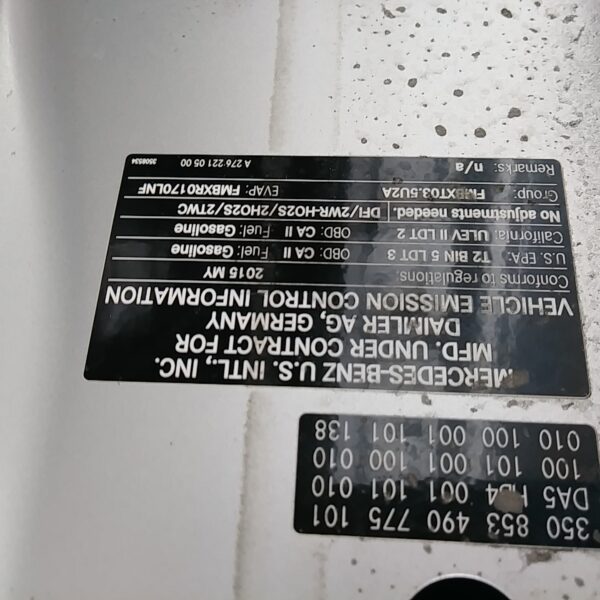 350 853 490 775 101
DA5 HB4 001 101 010
100 101 001 100 010
010 100 001 101 138
MERCEDES-BENZ U.S. INTL., INC.
MFD. UNDER CONTRACT FOR
DAIMLER AG, GERMANY
VEHICLE EMISSION CONTROL INFORMATION
Conforms to regulations: 2015 MY
U.S. EPA: T2 BIN 5 LDT 3 OBD: CA II Fuel: Gasoline
California: ULEV II LDT 2 OBD: CA II Fuel: Gasoline
No adjustments needed. DFI/2WR-HO2S/2HO2S/2TWC
Group: FMBXT03.5U2A EVAP: FMBXR0170LNF
Remarks: n/a A 276 221 05 00 3508534